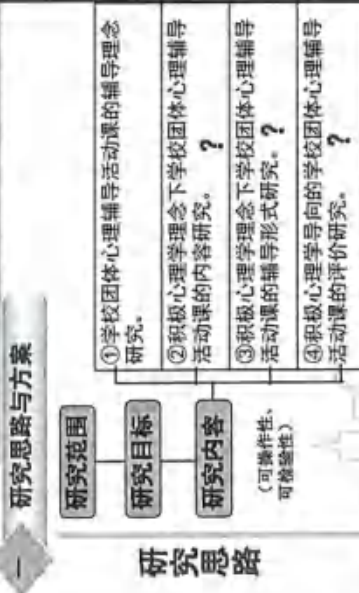 一
研究思路与方案
研究思路
研究范围
研究目标
研究内容
（可操作性、
可检验性）
①学校团体心理辅导活动课的辅导理念
研究。
②积极心理学理念下学校团体心理辅导
活动课的内容研究。 ？
③积极心理学理念下学校团体心理辅导
活动课的辅导形式研究。？
④积极心理学导向的学校团体心理辅导
活动课的评价研究。 ？